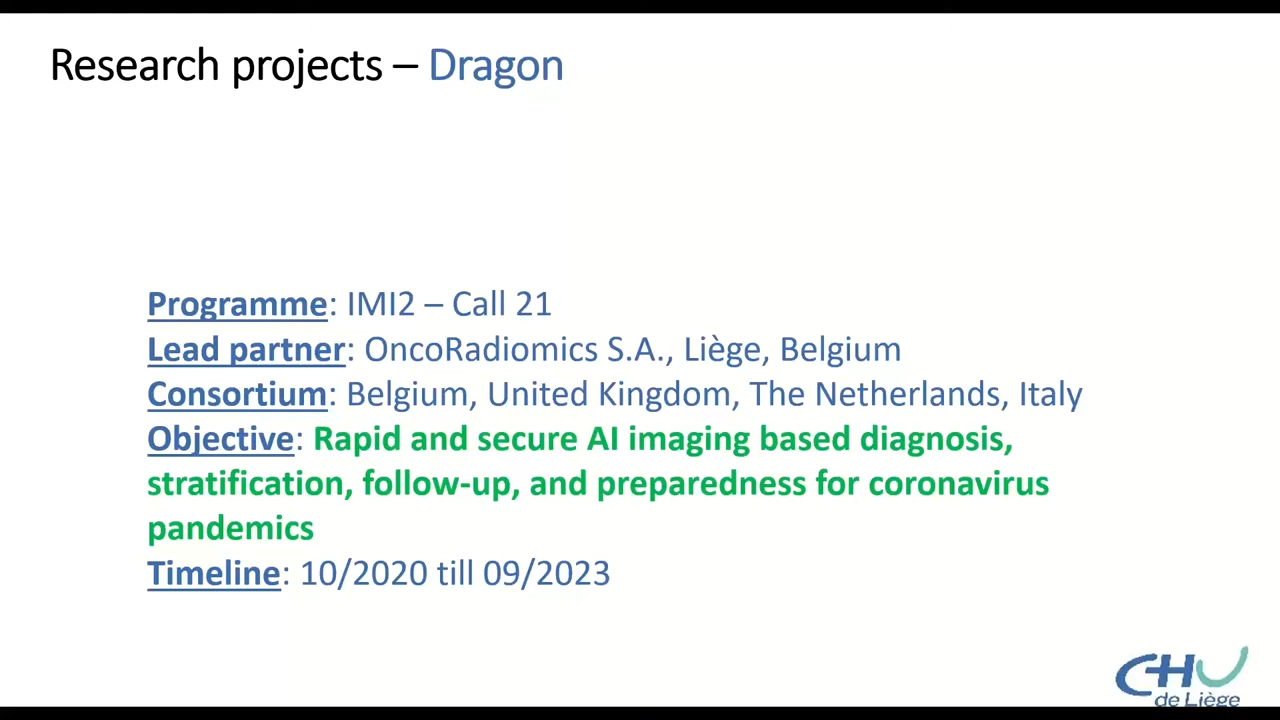 Research projects – Dragon
Programme: IMI2 – Call 21
Lead partner: OncoRadiomics S.A., Liège, Belgium
Consortium: Belgium, United Kingdom, The Netherlands, Italy
Objective: Rapid and secure AI imaging based diagnosis,
stratification, follow-up, and preparedness for coronavirus
pandemics
Timeline: 10/2020 till 09/2023
CHU
de Liège